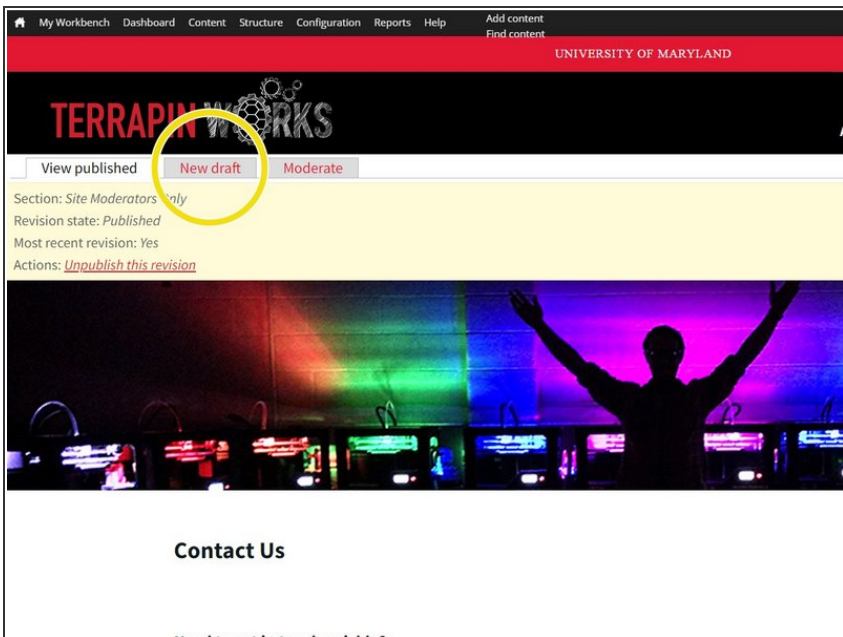 My Workbench Dashboard Content Structure Configuration Reports Help Add content
Find content
UNIVERSITY OF MARYLAND
TERRAPIN WORKS
View published New draft Moderate
Section: Site Moderators Only
Revision state: Published
Most recent revision: Yes
Actions: Unpublish this revision
Contact Us